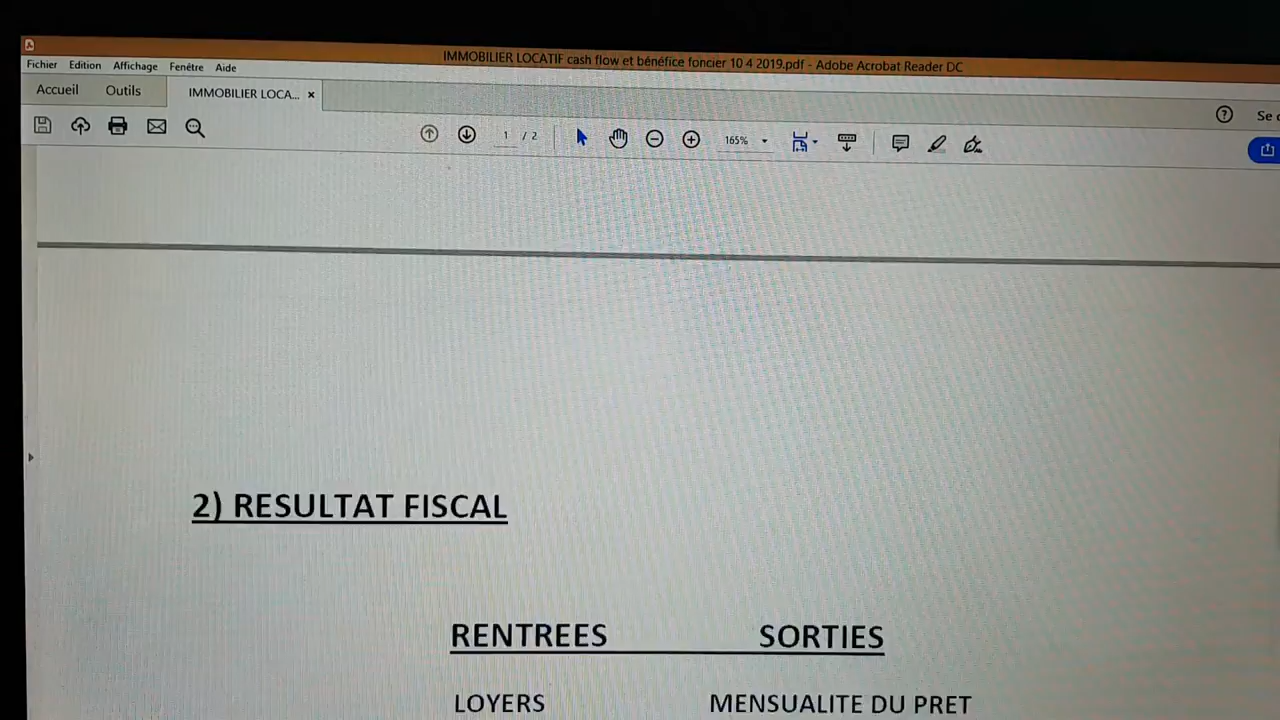 IMMOBILIER LOCATIF cash flow et bénéfice foncier 10 4 2019.pdf - Adobe Acrobat Reader DC
Fichier Edition Affichage Fenêtre Aide
Accueil Outils IMMOBILIER LOCA... × ? Se
1 / 2 165%
2) RESULTAT FISCAL
RENTREES SORTIES
LOYERS MENSUALITE DU PRET